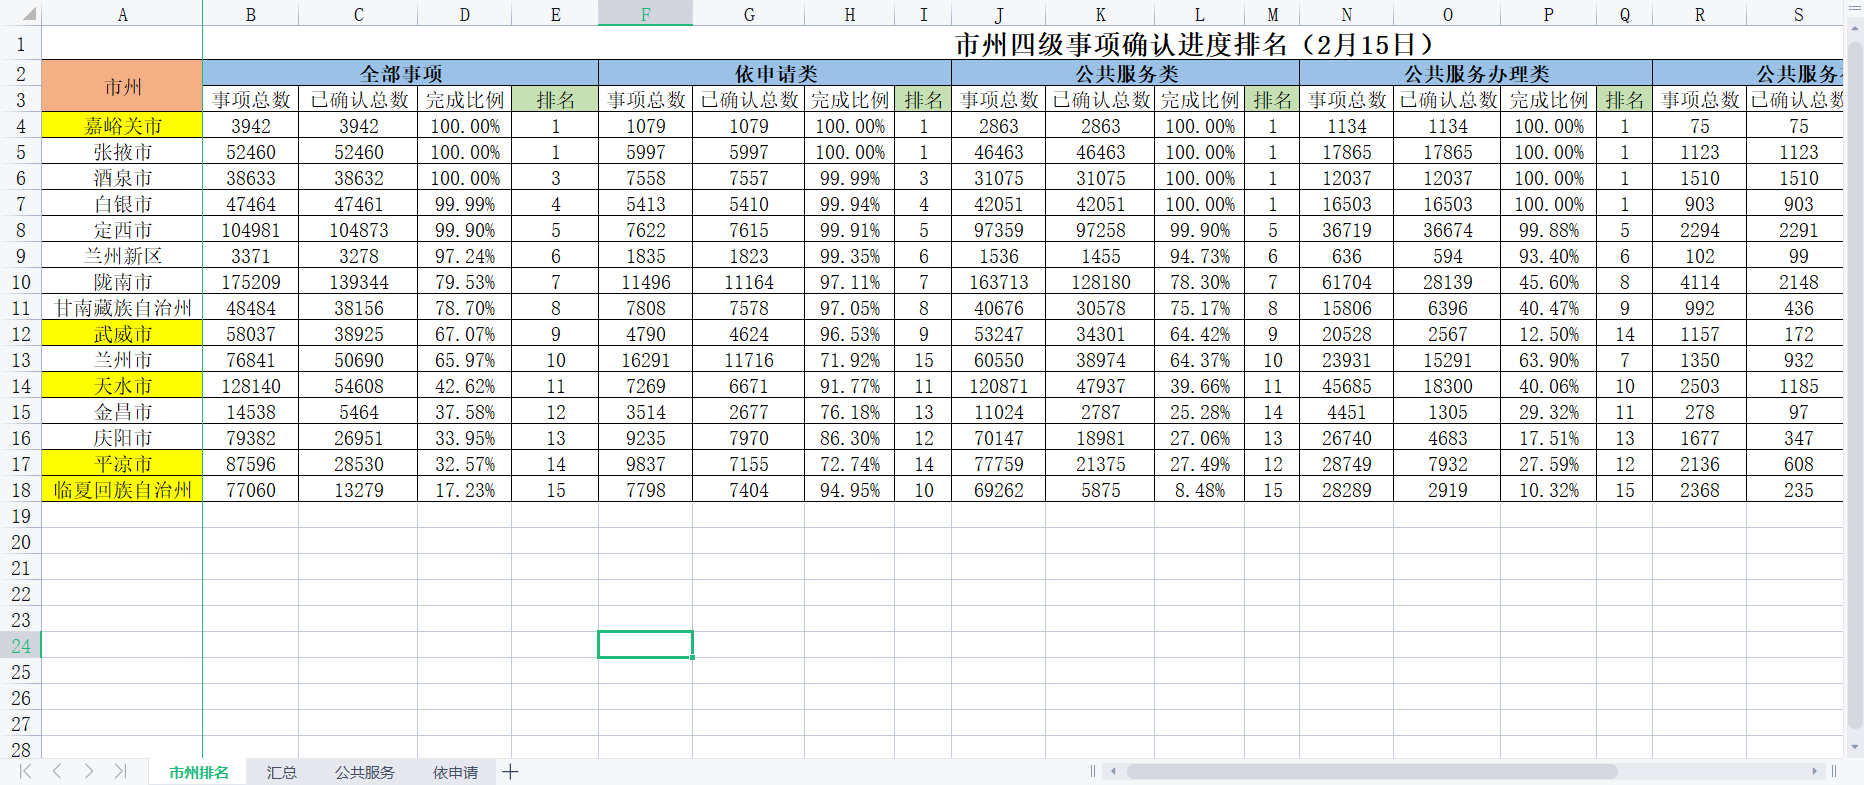 A B C D E F G H I J K L M N O P Q R S
1 市州四级事项确认进度排名（2月15日）
2 市州 全部事项 依申请类 公共服务类 公共服务办理类 公共服务
3 事项总数 已确认总数 完成比例 排名 事项总数 已确认总数 完成比例 排名 事项总数 已确认总数 完成比例 排名 事项总数 已确认总数 完成比例 排名 事项总数 已确认总数
4 嘉峪关市 3942 3942 100.00% 1 1079 1079 100.00% 1 2863 2863 100.00% 1 1134 1134 100.00% 1 75 75
5 张掖市 52460 52460 100.00% 1 5997 5997 100.00% 1 46463 46463 100.00% 1 17865 17865 100.00% 1 1123 1123
6 酒泉市 38633 38632 100.00% 3 7558 7557 99.99% 3 31075 31075 100.00% 1 12037 12037 100.00% 1 1510 1510
7 白银市 47464 47461 99.99% 4 5413 5410 99.94% 4 42051 42051 100.00% 1 16503 16503 100.00% 1 903 903
8 定西市 104981 104873 99.90% 5 7622 7615 99.91% 5 97359 97258 99.90% 5 36719 36674 99.88% 5 2294 2291
9 兰州新区 3371 3278 97.24% 6 1835 1823 99.35% 6 1536 1455 94.73% 6 636 594 93.40% 6 102 99
10 陇南市 175209 139344 79.53% 7 11496 11164 97.11% 7 163713 128180 78.30% 7 61704 28139 45.60% 8 4114 2148
11 甘南藏族自治州 48484 38156 78.70% 8 7808 7578 97.05% 8 40676 30578 75.17% 8 15806 6396 40.47% 9 992 436
12 武威市 58037 38925 67.07% 9 4790 4624 96.53% 9 53247 34301 64.42% 9 20528 2567 12.50% 14 1157 172
13 兰州市 76841 50690 65.97% 10 16291 11716 71.92% 15 60550 38974 64.37% 10 23931 15291 63.90% 7 1350 932
14 天水市 128140 54608 42.62% 11 7269 6671 91.77% 11 120871 47937 39.66% 11 45685 18300 40.06% 10 2503 1185
15 金昌市 14538 5464 37.58% 12 3514 2677 76.18% 13 11024 2787 25.28% 14 4451 1305 29.32% 11 278 97
16 庆阳市 79382 26951 33.95% 13 9235 7970 86.30% 12 70147 18981 27.06% 13 26740 4683 17.51% 13 1677 347
17 平凉市 87596 28530 32.57% 14 9837 7155 72.74% 14 77759 21375 27.49% 12 28749 7932 27.59% 12 2136 608
18 临夏回族自治州 77060 13279 17.23% 15 7798 7404 94.95% 10 69262 5875 8.48% 15 28289 2919 10.32% 15 2368 235
19
20
21
22
23
24
25
26
27
28
市州排名 汇总 公共服务 依申请